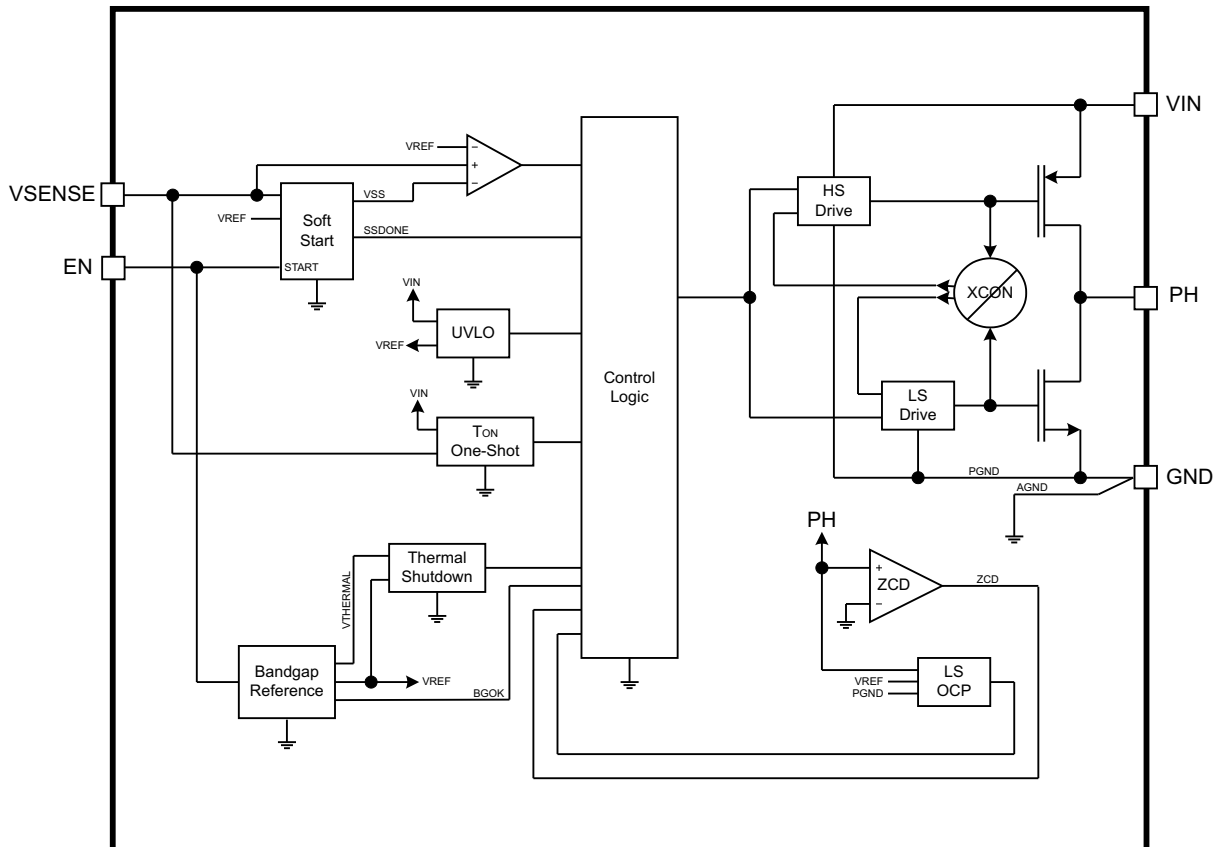 VIN
VREF
VSENSE
VSS
HS
Drive
VREF
Soft
Start
SSDONE
EN
START
VIN
XCON
PH
UVLO
VREF
Control
Logic
VIN
LS
Drive
TON
One-Shot
PGND
GND
AGND
PH
Thermal
Shutdown
VTHERMAL
ZCD
ZCD
Bandgap
Reference
VREF
BGOK
LS
OCP
VREF
PGND